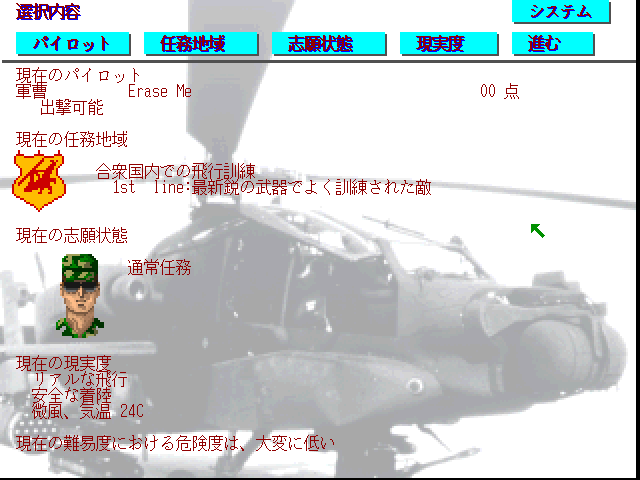 選択内容
システム
パイロット 任務地域 志願状態 現実度 進む
現在のパイロット
軍曹 Erase Me 00 点
出撃可能
現在の任務地域
合衆国内での飛行訓練
1st line:最新鋭の武器でよく訓練された敵
現在の志願状態
通常任務
現在の現実度
リアルな飛行
安全な着陸
微風、気温 24C
現在の難易度における危険度は、大変に低い